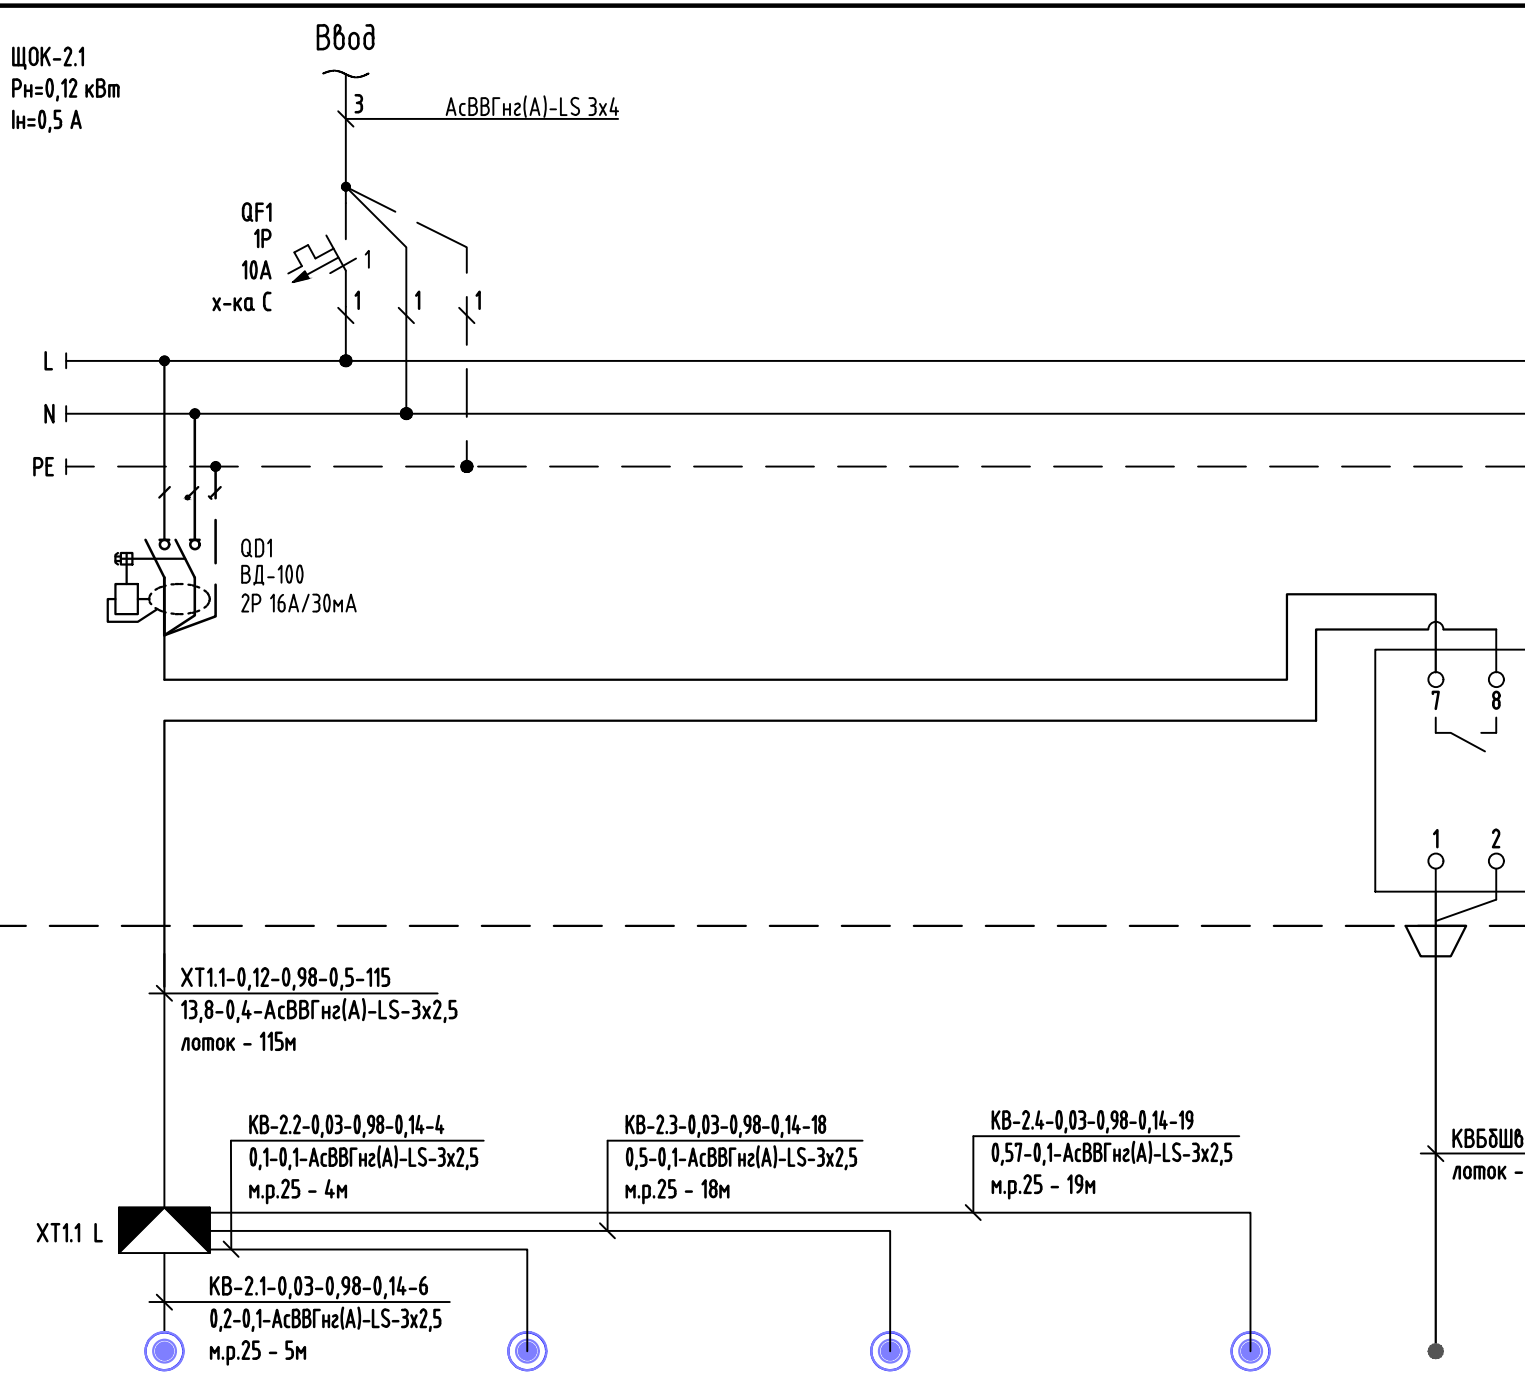 Ввод
ЩОК-2.1
Рн=0,12 кВт
Iн=0,5 А
3
АсВВГнг(А)-LS 3х4
QF1
1P
10А
х-ка С
1
1
1
1
L
N
PE
QD1
ВД-100
2Р 16А/30мА
7
8
1
2
ХТ1.1-0,12-0,98-0,5-115
13,8-0,4-АсВВГнг(А)-LS-3х2,5
лоток - 115м
КВ-2.2-0,03-0,98-0,14-4
0,1-0,1-АсВВГнг(А)-LS-3х2,5
м.р.25 - 4м
КВ-2.3-0,03-0,98-0,14-18
0,5-0,1-АсВВГнг(А)-LS-3х2,5
м.р.25 - 18м
КВ-2.4-0,03-0,98-0,14-19
0,57-0,1-АсВВГнг(А)-LS-3х2,5
м.р.25 - 19м
КВБбШв
лоток -
ХТ1.1 L
КВ-2.1-0,03-0,98-0,14-6
0,2-0,1-АсВВГнг(А)-LS-3х2,5
м.р.25 - 5м